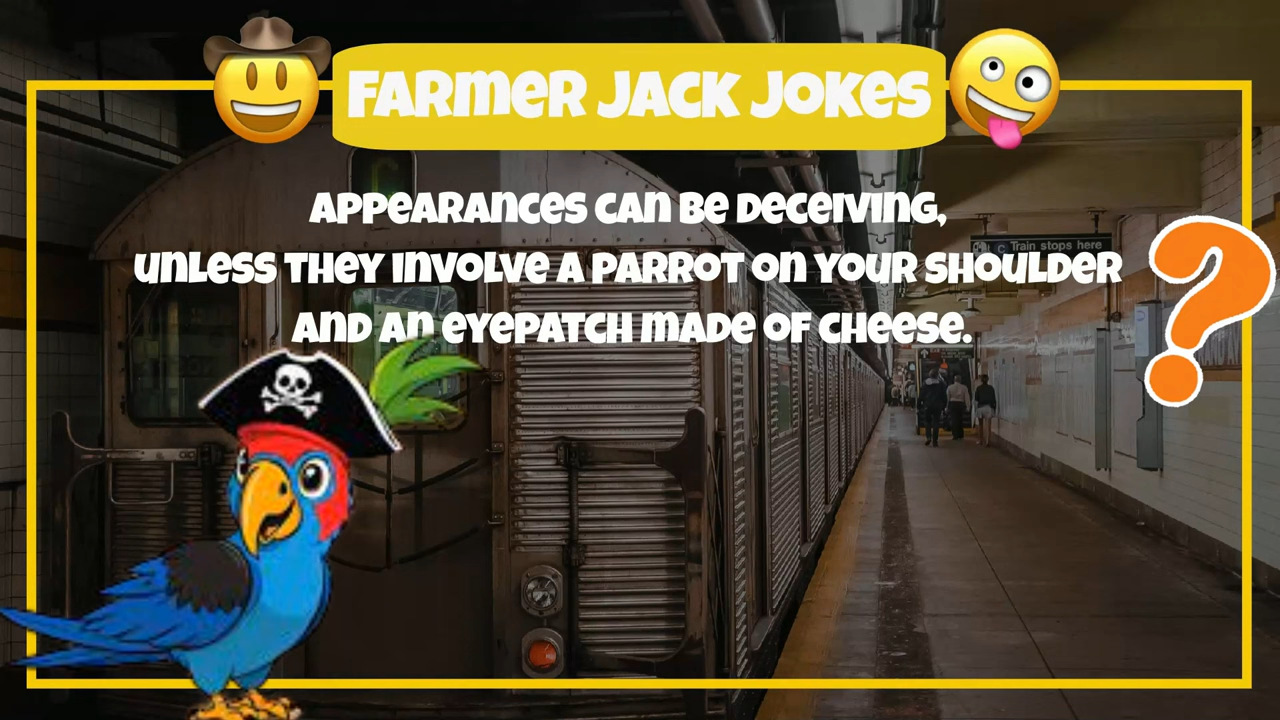 FARMER JACK JOKES
APPEARANCES CAN BE DECEIVING,
UNLESS THEY INVOLVE A PARROT ON YOUR SHOULDER
AND AN EYEPATCH MADE OF CHEESE.
C Train stops here
?